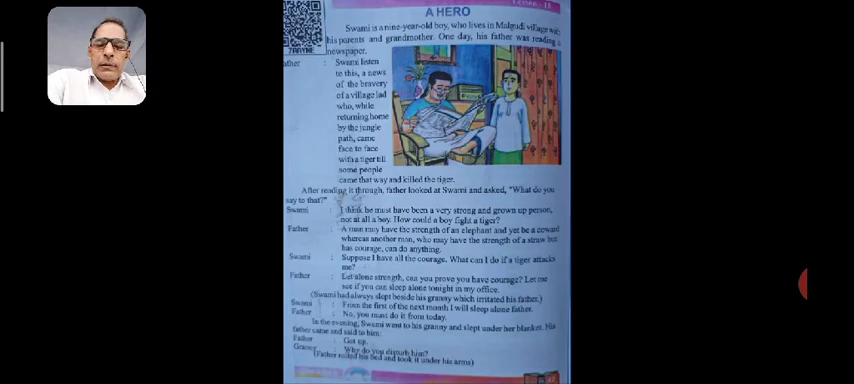 Lesson - 18
A HERO
Swami is a nine-year-old boy, who lives in Malgudi village with
his parents and grandmother. One day, his father was reading a
newspaper.
ather : Swami listen
to this, a news
of the bravery
of a village lad
who, while
returning home
by the jungle
path, came
face to face
with a tiger till
some people
came that way and killed the tiger.
After reading it through, father looked at Swami and asked, "What do you
say to that?"
Swami : I think he must have been a very strong and grown up person,
not at all a boy. How could a boy fight a tiger?
Father : A man may have the strength of an elephant and yet be a coward
whereas another man, who may have the strength of a straw but
has courage, can do anything.
Swami : Suppose I have all the courage. What can I do if a tiger attacks
me?
Father : Let alone strength, can you prove you have courage? Let me
see if you can sleep alone tonight in my office.
(Swami had always slept beside his granny which irritated his father.)
Swami : From the first of the next month I will sleep alone father.
Father : No, you must do it from today.
In the evening, Swami went to his granny and slept under her blanket. His
father came and said to him:
Father : Get up.
Granny : Why do you disturb him?
(Father rolled his bed and took it under his arms)